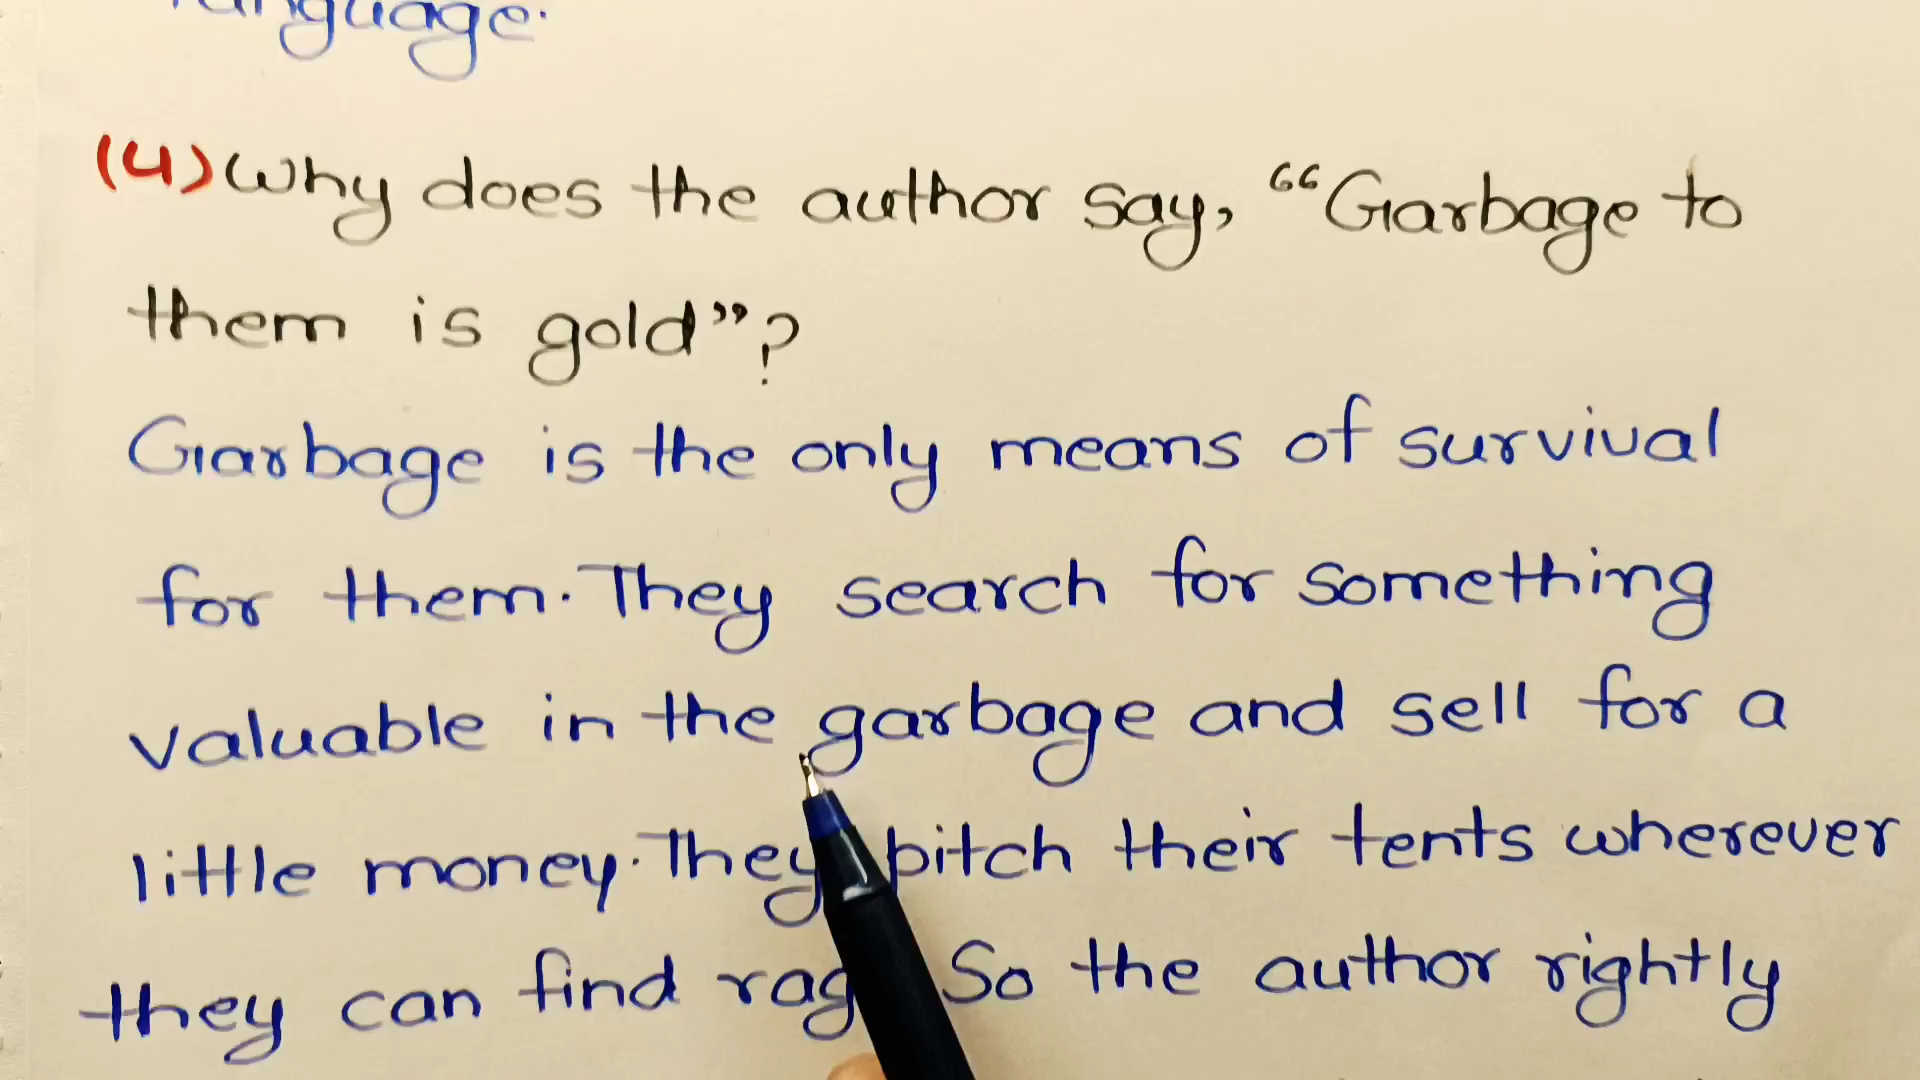 language.
(4) Why does the author say, “Garbage to
them is gold”?
Garbage is the only means of survival
for them. They search for something
valuable in the garbage and sell for a
little money. They pitch their tents wherever
they can find rag So the author rightly